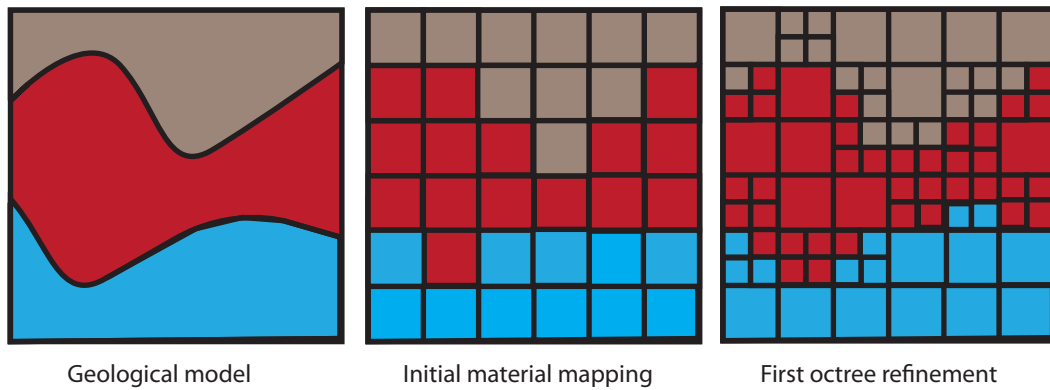 Geological model
Initial material mapping
First octree refinement